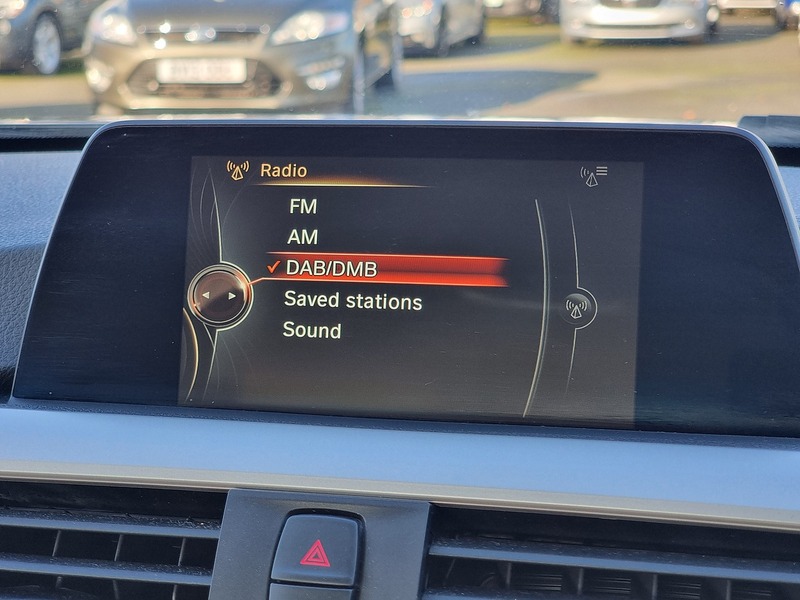 Radio
FM
AM
DAB/DMB
Saved stations
Sound